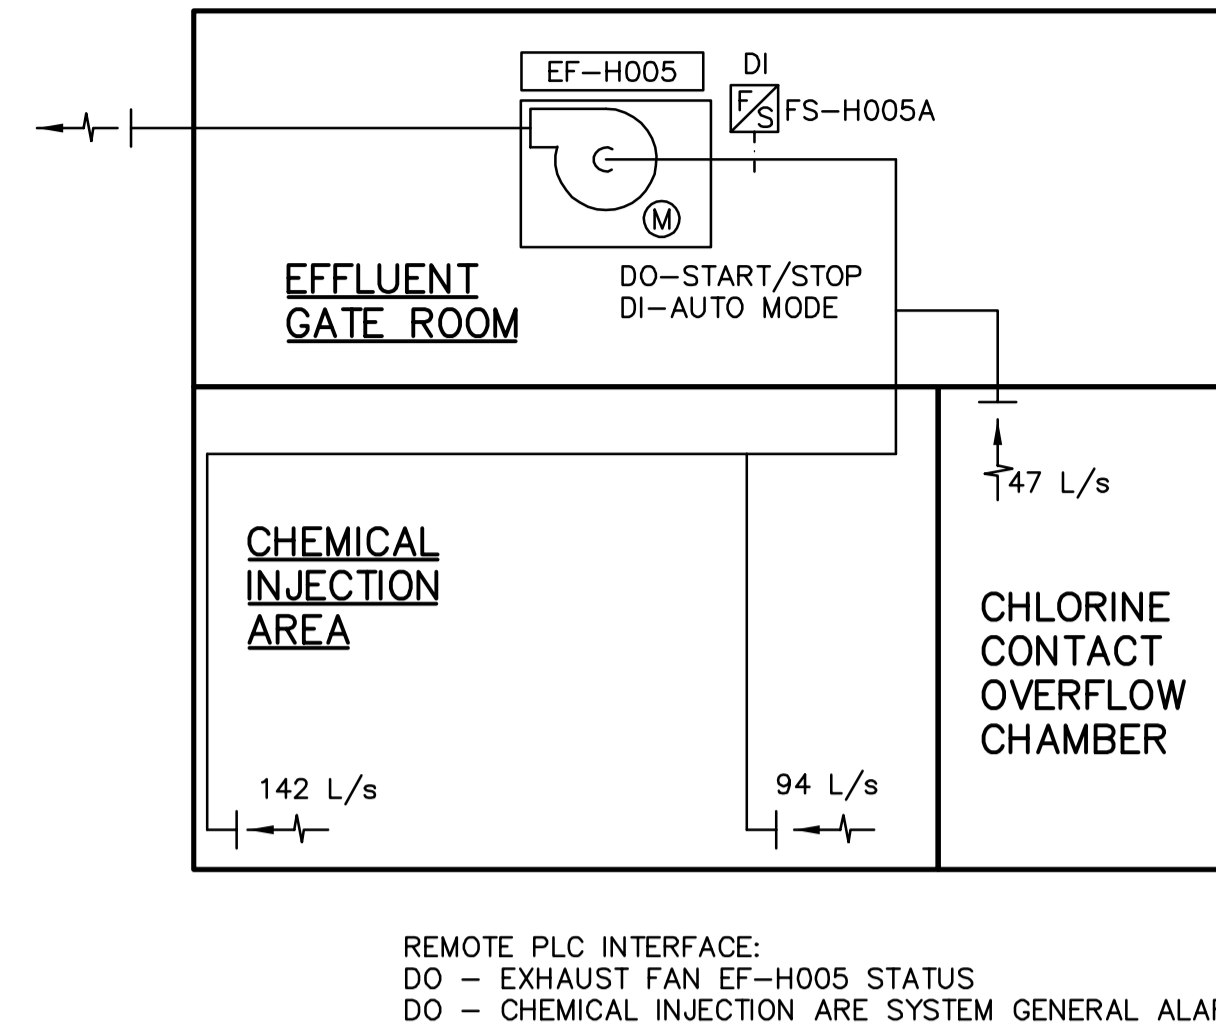 EF-H005
DI
F/S
FS-H005A
M
EFFLUENT
GATE ROOM
DO-START/STOP
DI-AUTO MODE
47 L/s
CHEMICAL
INJECTION
AREA
CHLORINE
CONTACT
OVERFLOW
CHAMBER
142 L/s
94 L/s
REMOTE PLC INTERFACE:
DO - EXHAUST FAN EF-H005 STATUS
DO - CHEMICAL INJECTION ARE SYSTEM GENERAL